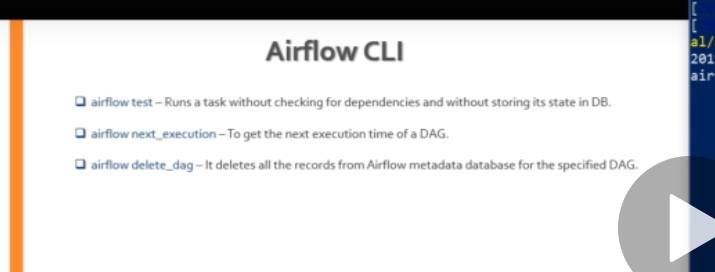 Airflow CLI
airflow test – Runs a task without checking for dependencies and without storing its state in DB.
airflow next_execution – To get the next execution time of a DAG.
airflow delete_dag – It deletes all the records from Airflow metadata database for the specified DAG.
[
[
al/
201
air